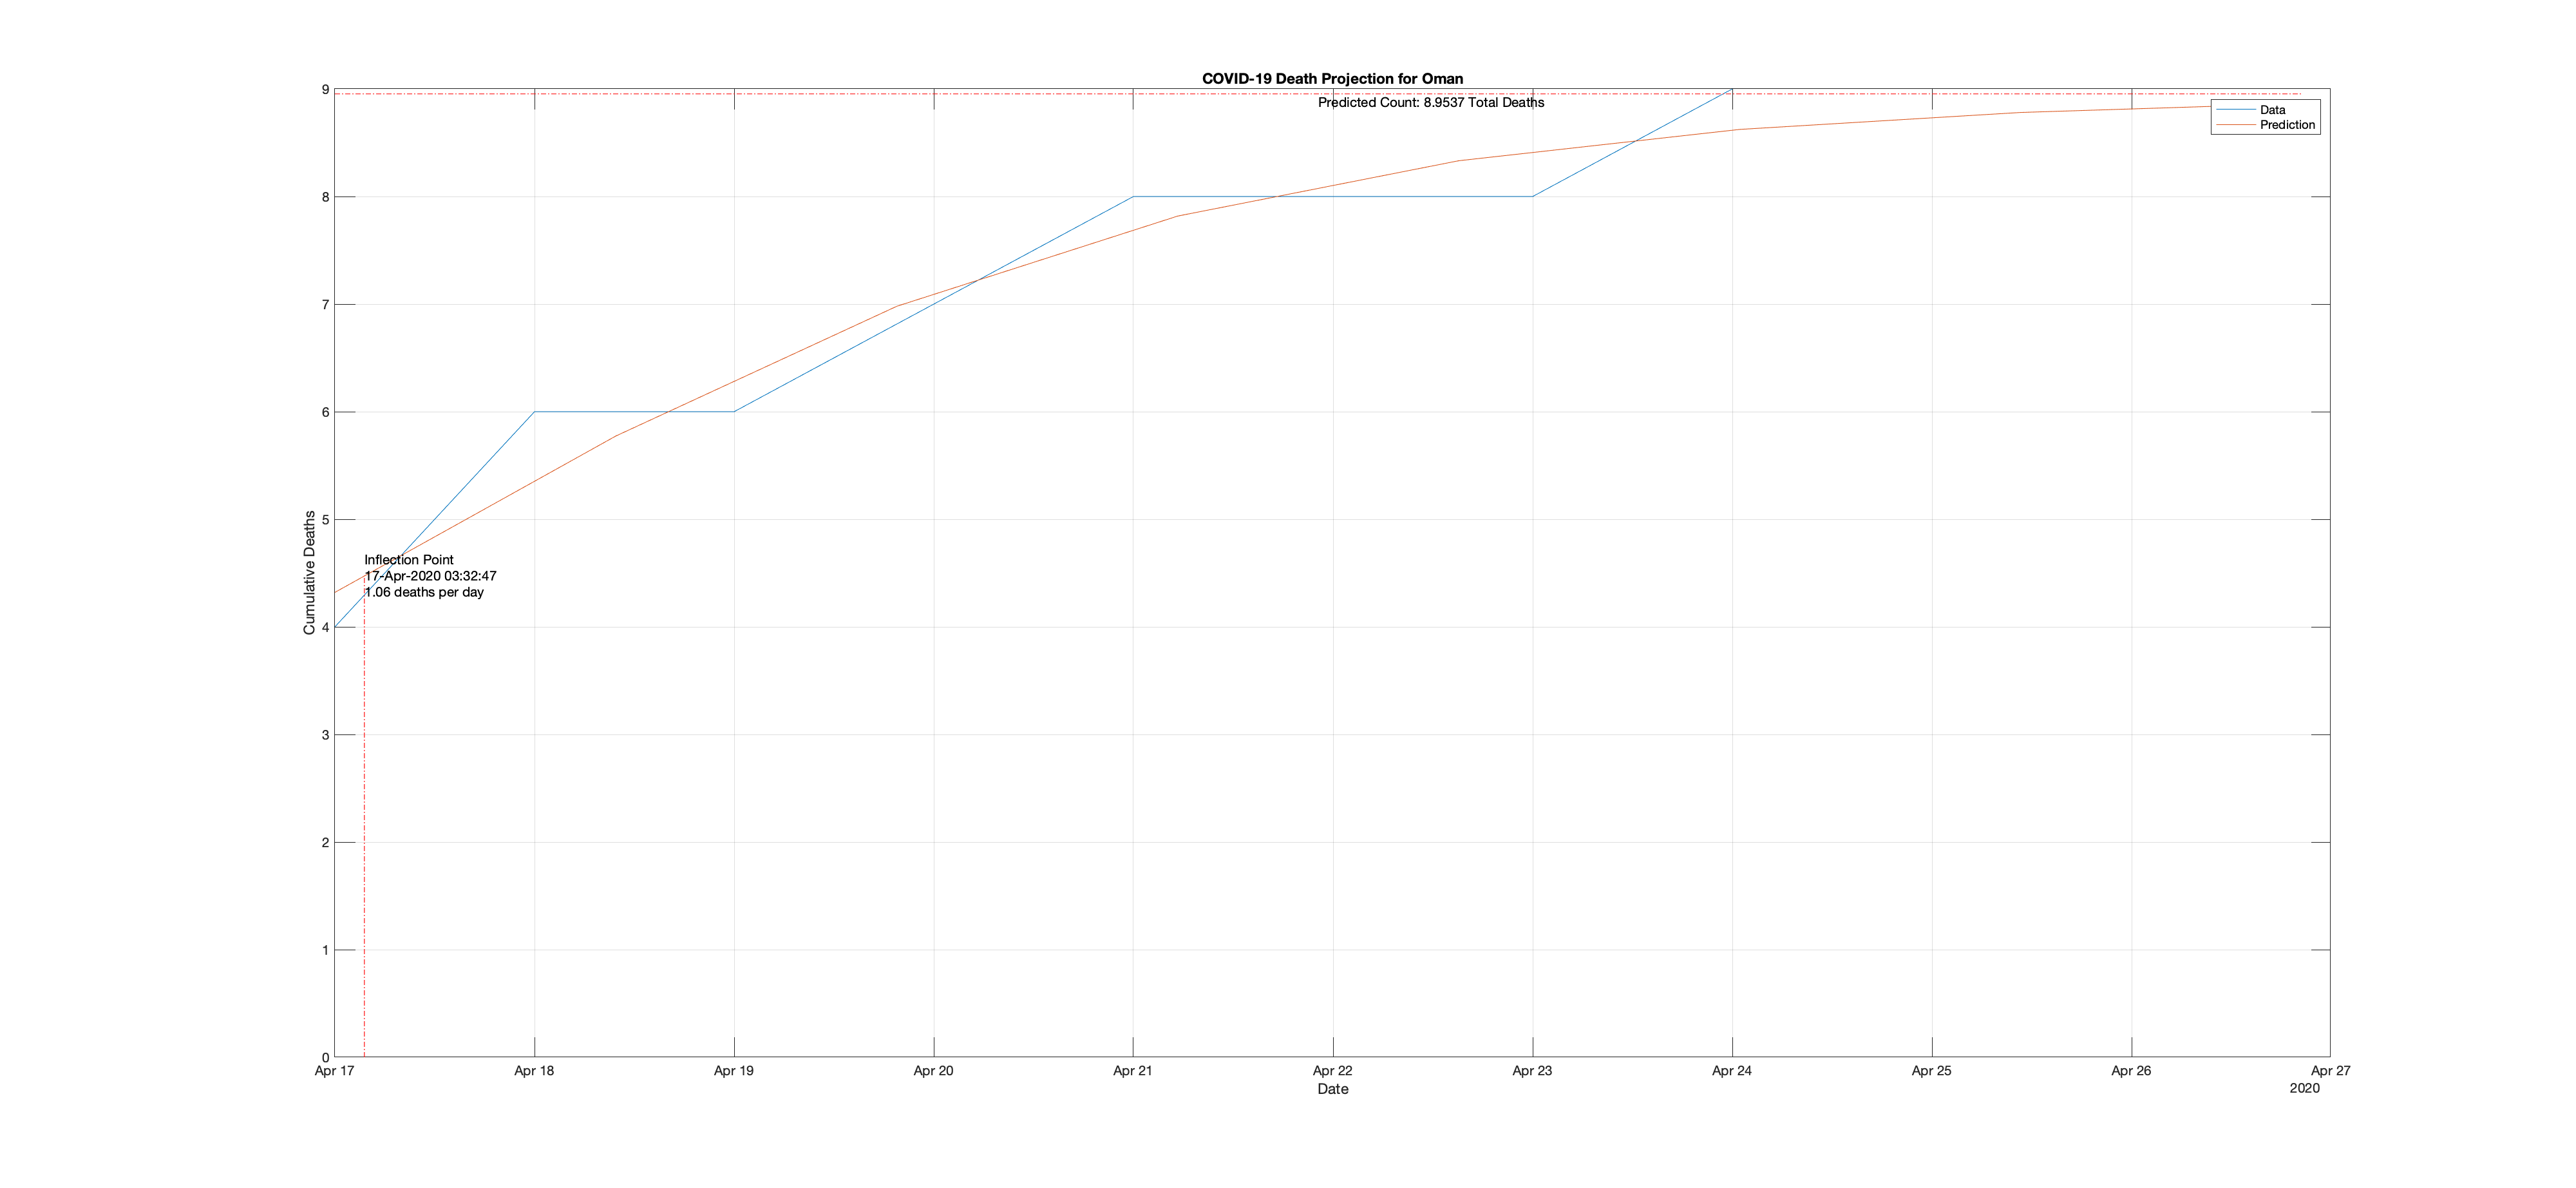 COVID-19 Death Projection for Oman
Predicted Count: 8.9537 Total Deaths
Data
Prediction
9
8
7
6
5
4
3
2
1
0
Cumulative Deaths
Inflection Point
17-Apr-2020 03:32:47
1.06 deaths per day
Apr 17 Apr 18 Apr 19 Apr 20 Apr 21 Apr 22 Apr 23 Apr 24 Apr 25 Apr 26 Apr 27
Date
2020